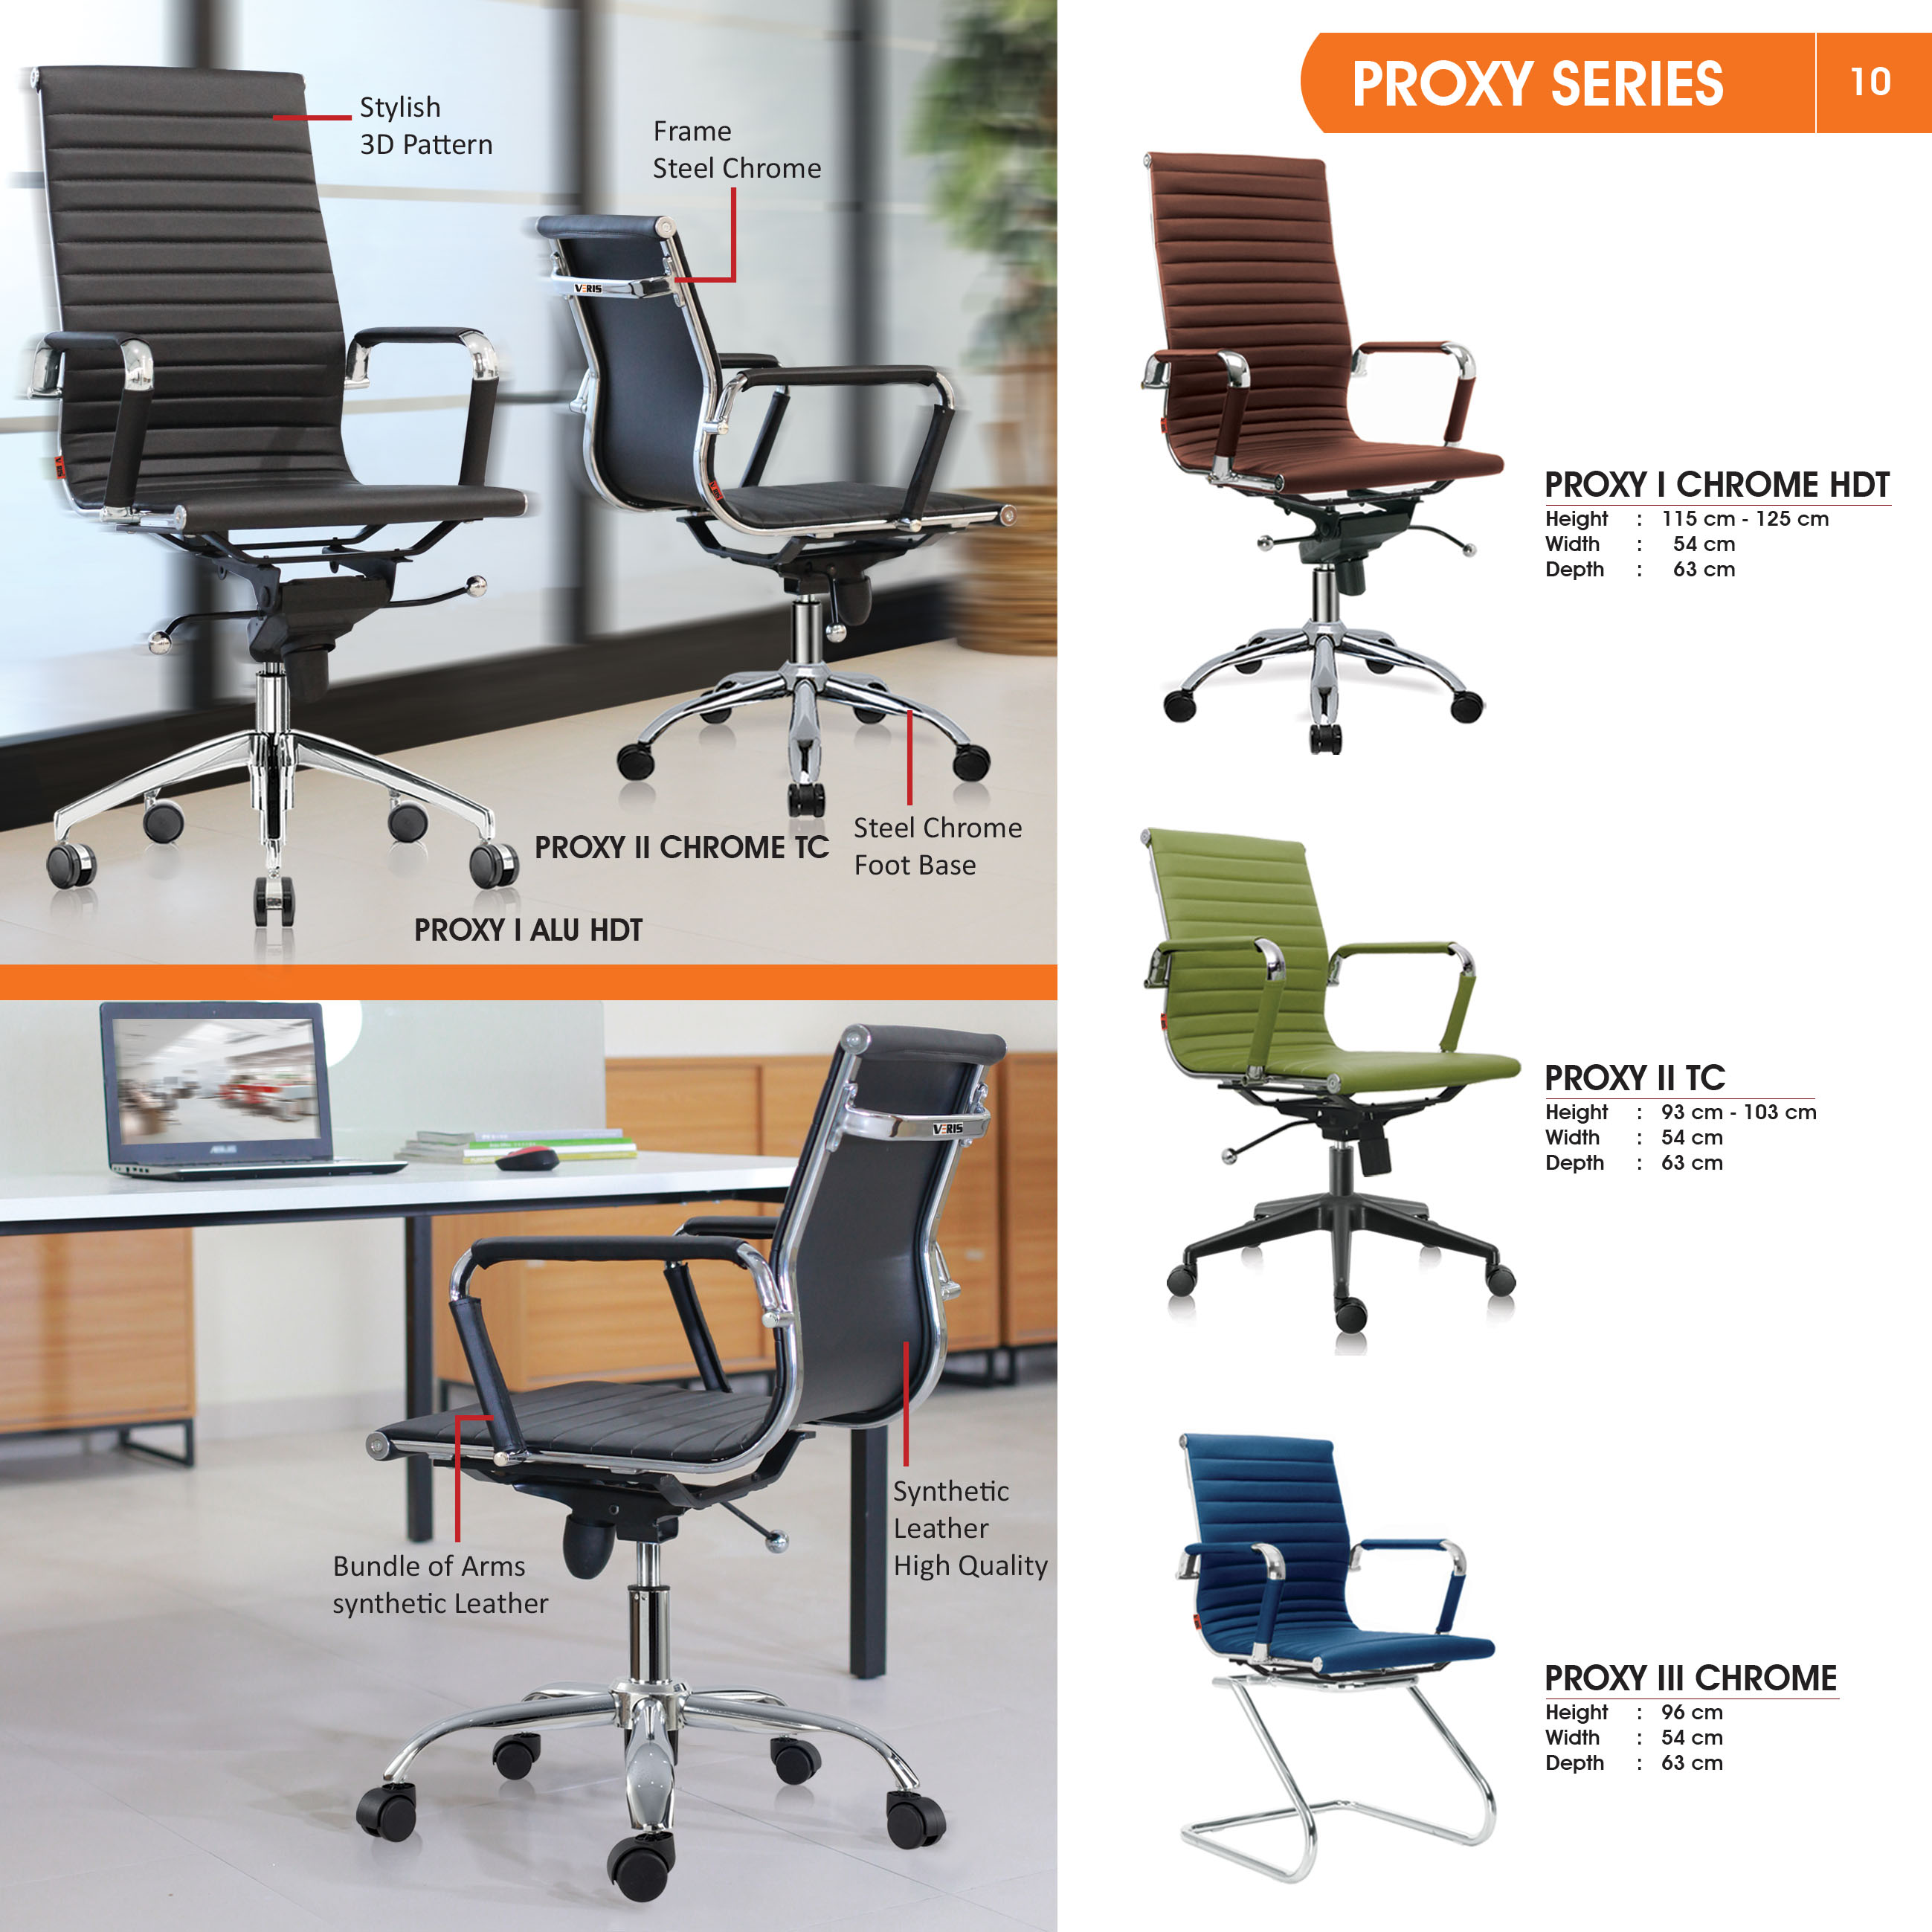 PROXY SERIES
10
Stylish
3D Pattern
Frame
Steel Chrome
VERIS
Steel Chrome
Foot Base
PROXY II CHROME TC
PROXY I ALU HDT
PROXY I CHROME HDT
Height : 115 cm - 125 cm
Width : 54 cm
Depth : 63 cm
ASUS
VERIS
Synthetic
Leather
High Quality
Bundle of Arms
synthetic Leather
PROXY II TC
Height : 93 cm - 103 cm
Width : 54 cm
Depth : 63 cm
PROXY III CHROME
Height : 96 cm
Width : 54 cm
Depth : 63 cm